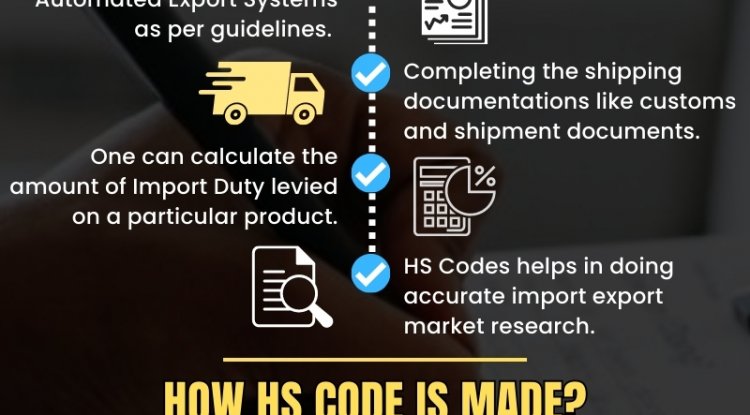 Automated Export Systems
as per guidelines.
Completing the shipping
documentations like customs
and shipment documents.
One can calculate the
amount of Import Duty levied
on a particular product.
%
HS Codes helps in doing
accurate import export
market research.
HOW HS CODE IS MADE?